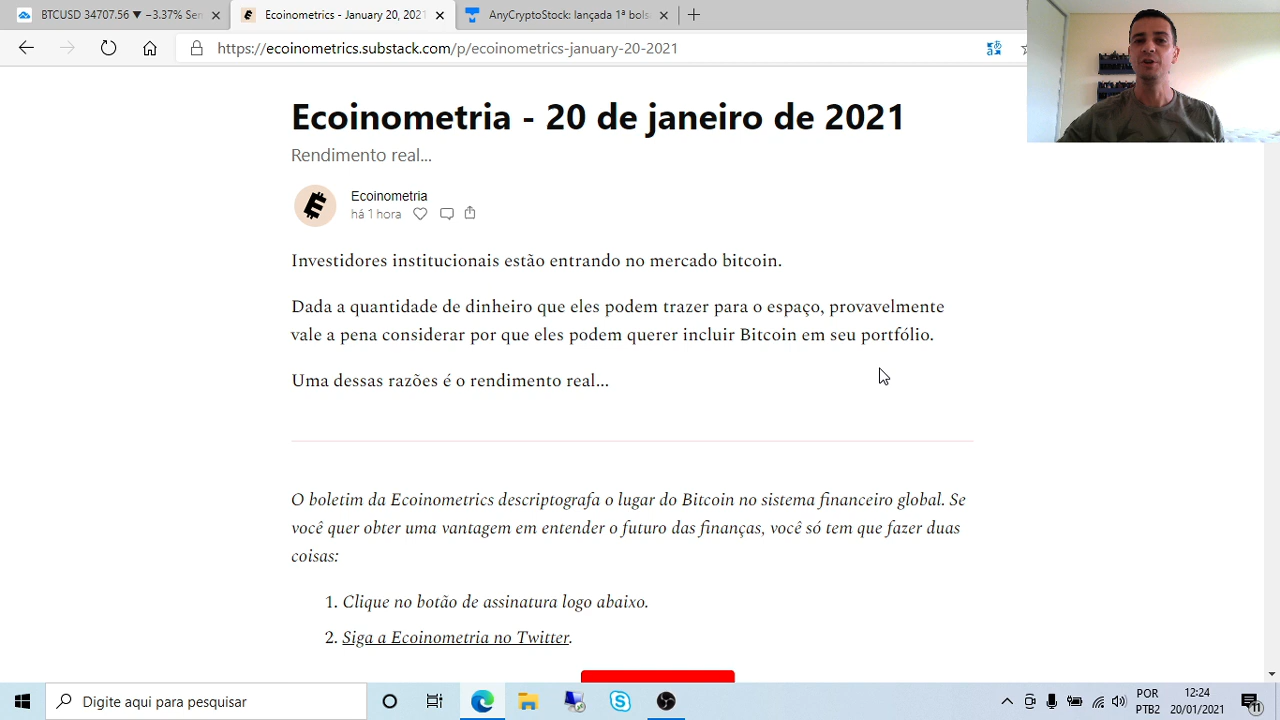 BTCUSD 34707.56 ▼ −3.37% Sem
Ecoinometrics - January 20, 2021
AnyCryptoStock: lançada 1ª bols
https://ecoinometrics.substack.com/p/ecoinometrics-january-20-2021
Ecoinometria - 20 de janeiro de 2021
Rendimento real...
Ecoinometria
há 1 hora
Investidores institucionais estão entrando no mercado bitcoin.
Dada a quantidade de dinheiro que eles podem trazer para o espaço, provavelmente
vale a pena considerar por que eles podem querer incluir Bitcoin em seu portfólio.
Uma dessas razões é o rendimento real...
O boletim da Ecoinometrics descriptografa o lugar do Bitcoin no sistema financeiro global. Se
você quer obter uma vantagem em entender o futuro das finanças, você só tem que fazer duas
coisas:
1. Clique no botão de assinatura logo abaixo.
2. Siga a Ecoinometria no Twitter.
Digite aqui para pesquisar
POR
PTB2
12:24
20/01/2021
11